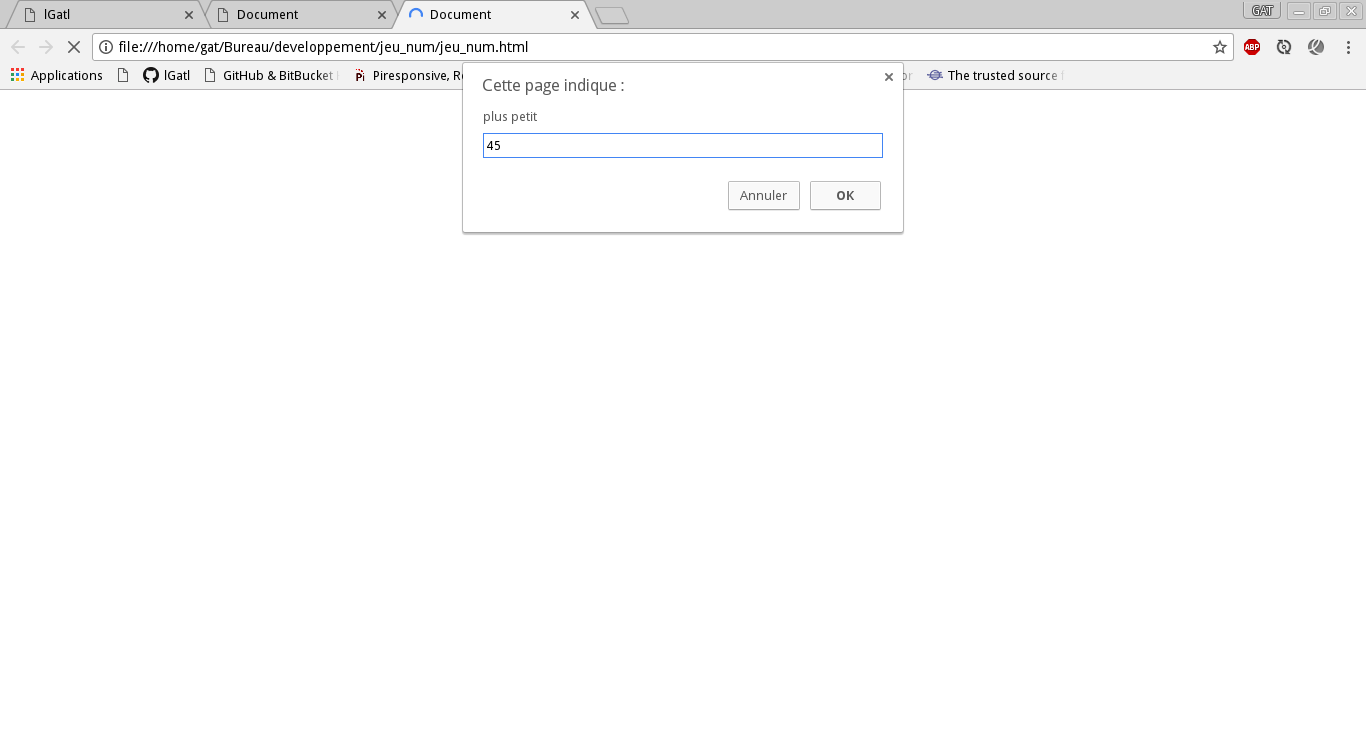 lGatl
Document
Document
GAT
file:///home/gat/Bureau/developpement/jeu_num/jeu_num.html
ABP
Applications
lGatl
GitHub & BitBucket
Pi
Piresponsive,
The trusted source
Cette page indique :
plus petit
45
Annuler
OK